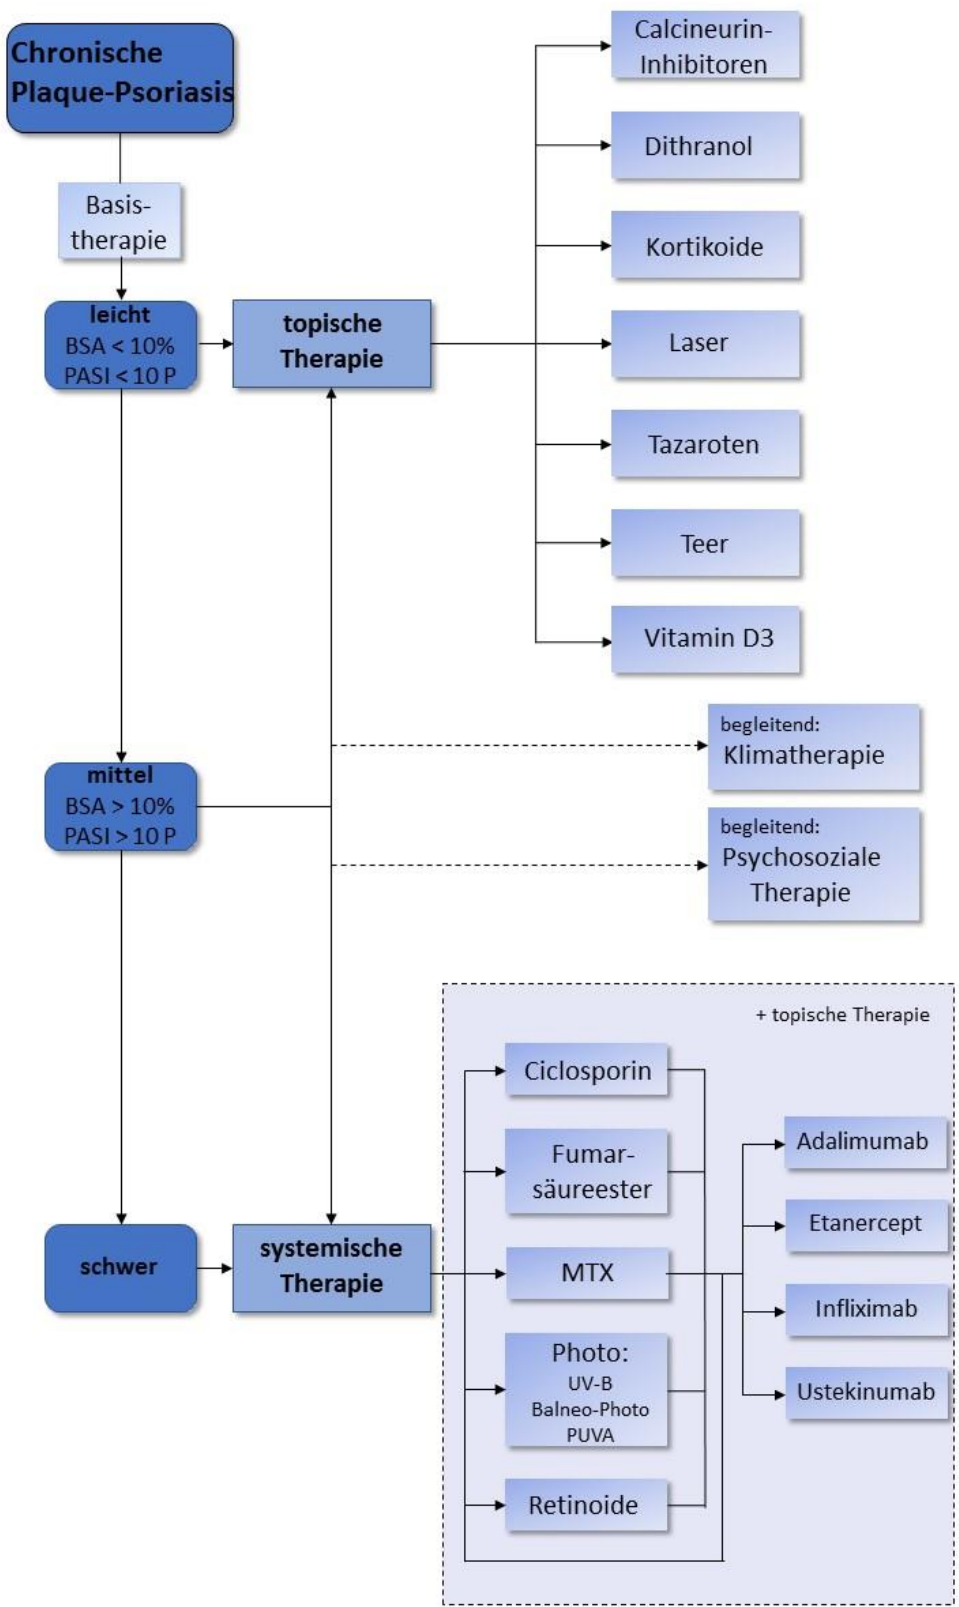 Chronische
Plaque-Psoriasis
Basis-
therapie
leicht
BSA < 10%
PASI < 10 P
topische
Therapie
Calcineurin-
Inhibitoren
Dithranol
Kortikoide
Laser
Tazaroten
Teer
Vitamin D3
mittel
BSA > 10%
PASI > 10 P
begleitend:
Klimatherapie
begleitend:
Psychosoziale
Therapie
schwer
systemische
Therapie
+ topische Therapie
Ciclosporin
Fumar-
säureester
MTX
Photo:
UV-B
Balneo-Photo
PUVA
Retinoide
Adalimumab
Etanercept
Infliximab
Ustekinumab